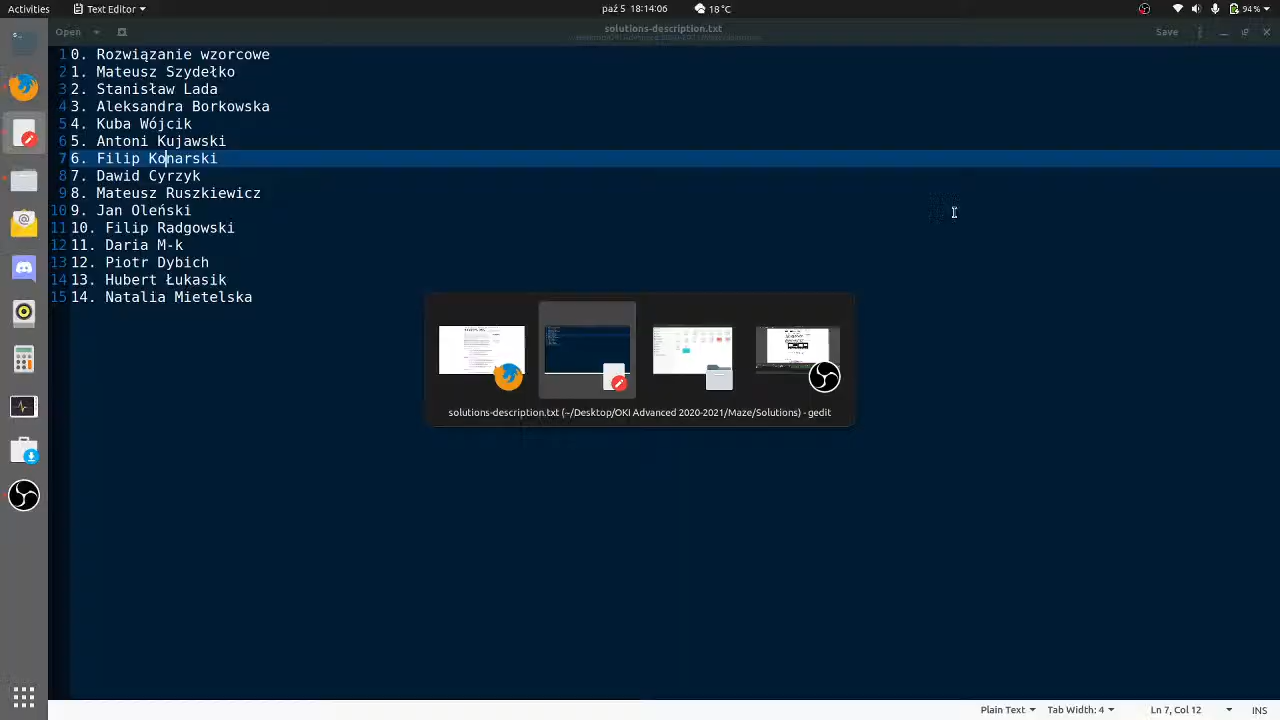 Activities
Text Editor
paź 5 18:14:06
18°C
94%
Open
solutions-description.txt
Save
1 0. Rozwiązanie wzorcowe
2 1. Mateusz Szydełko
3 2. Stanisław Lada
4 3. Aleksandra Borkowska
5 4. Kuba Wójcik
6 5. Antoni Kujawski
7 6. Filip Konarski
8 7. Dawid Cyrzyk
9 8. Mateusz Ruszkiewicz
10 9. Jan Oleński
11 10. Filip Radgowski
12 11. Daria M-k
13 12. Piotr Dybich
14 13. Hubert Łukasik
15 14. Natalia Mietelska
solutions-description.txt (~/Desktop/OKI Advanced 2020-2021/Maze/Solutions) - gedit
Plain Text
Tab Width: 4
Ln 7, Col 12
INS